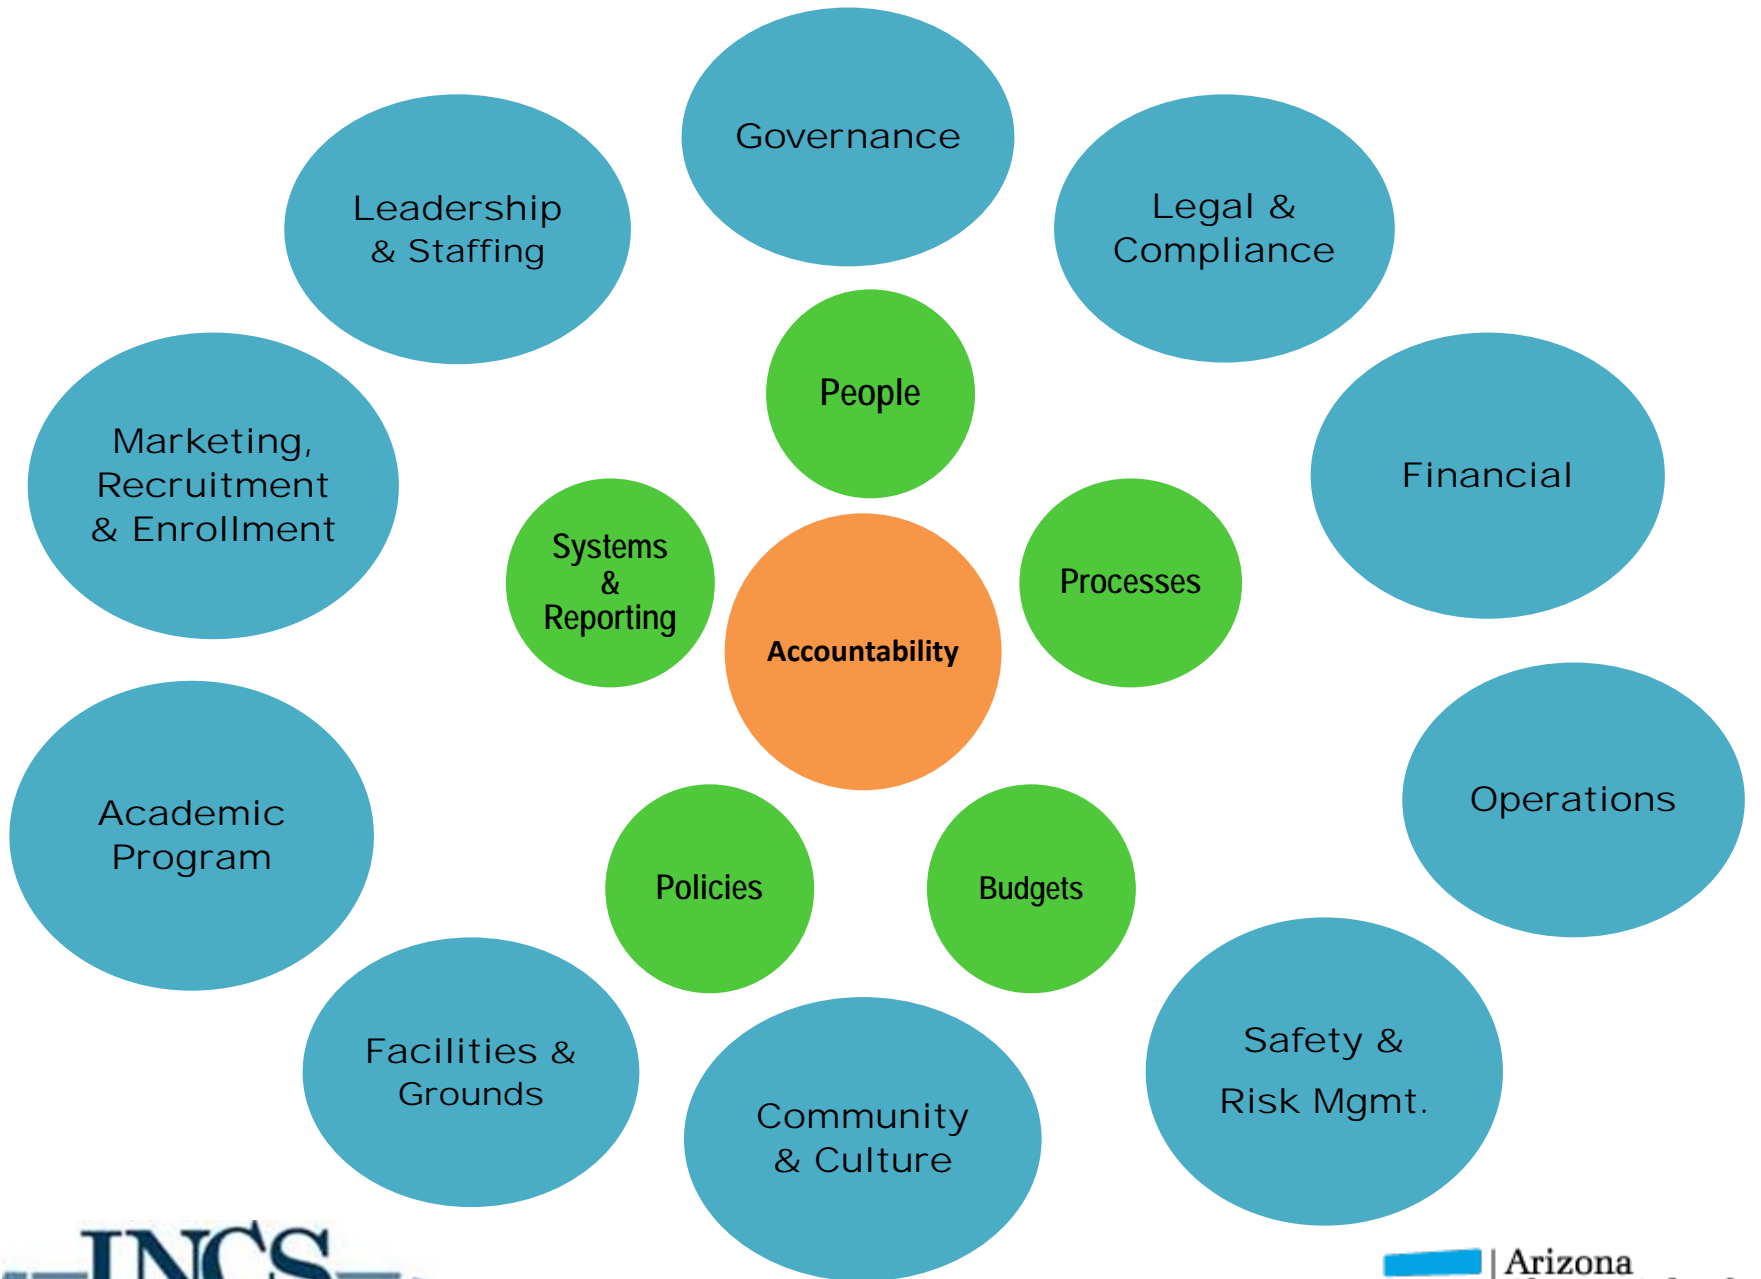 Governance
Leadership
& Staffing
Legal &
Compliance
People
Marketing,
Recruitment
& Enrollment
Financial
Systems
&
Reporting
Processes
Accountability
Academic
Program
Operations
Policies
Budgets
Facilities &
Grounds
Safety &
Risk Mgmt.
Community
& Culture
INCS
Arizona